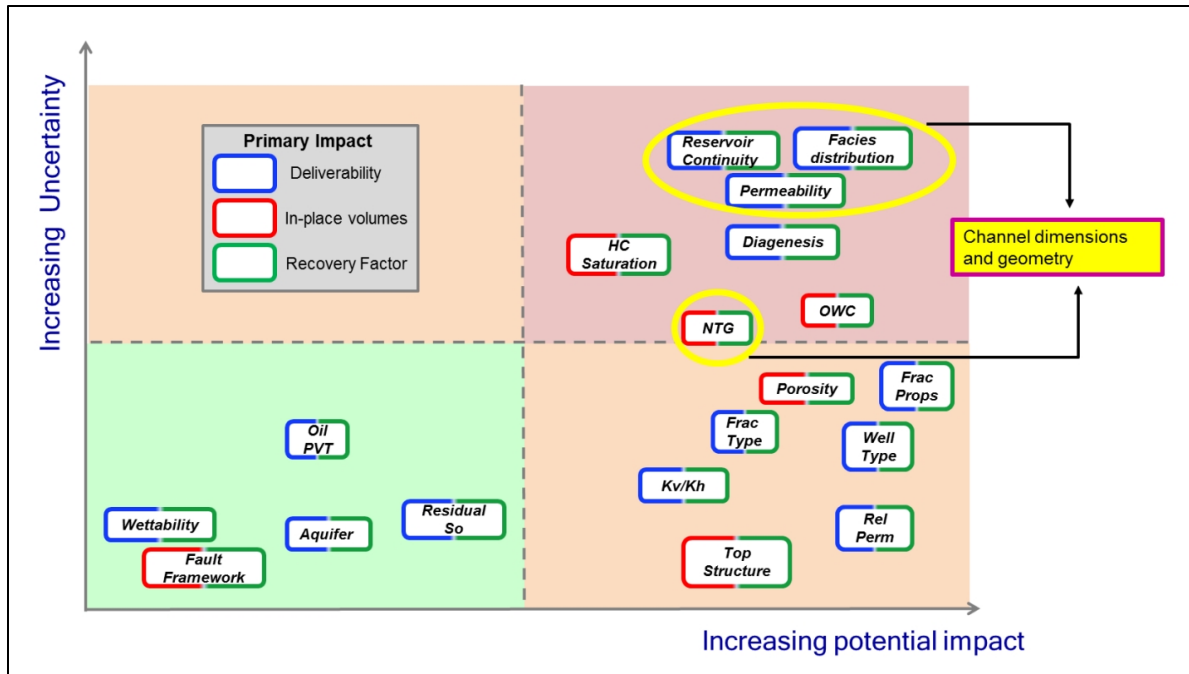 Increasing Uncertainty
Primary Impact
Deliverability
In-place volumes
Recovery Factor
Reservoir
Continuity
Facies
distribution
Permeability
HC
Saturation
Diagenesis
Channel dimensions
and geometry
NTG
OWC
Porosity
Frac
Props
Frac
Type
Well
Type
Kv/Kh
Rel
Perm
Top
Structure
Oil
PVT
Residual
So
Wettability
Aquifer
Fault
Framework
Increasing potential impact